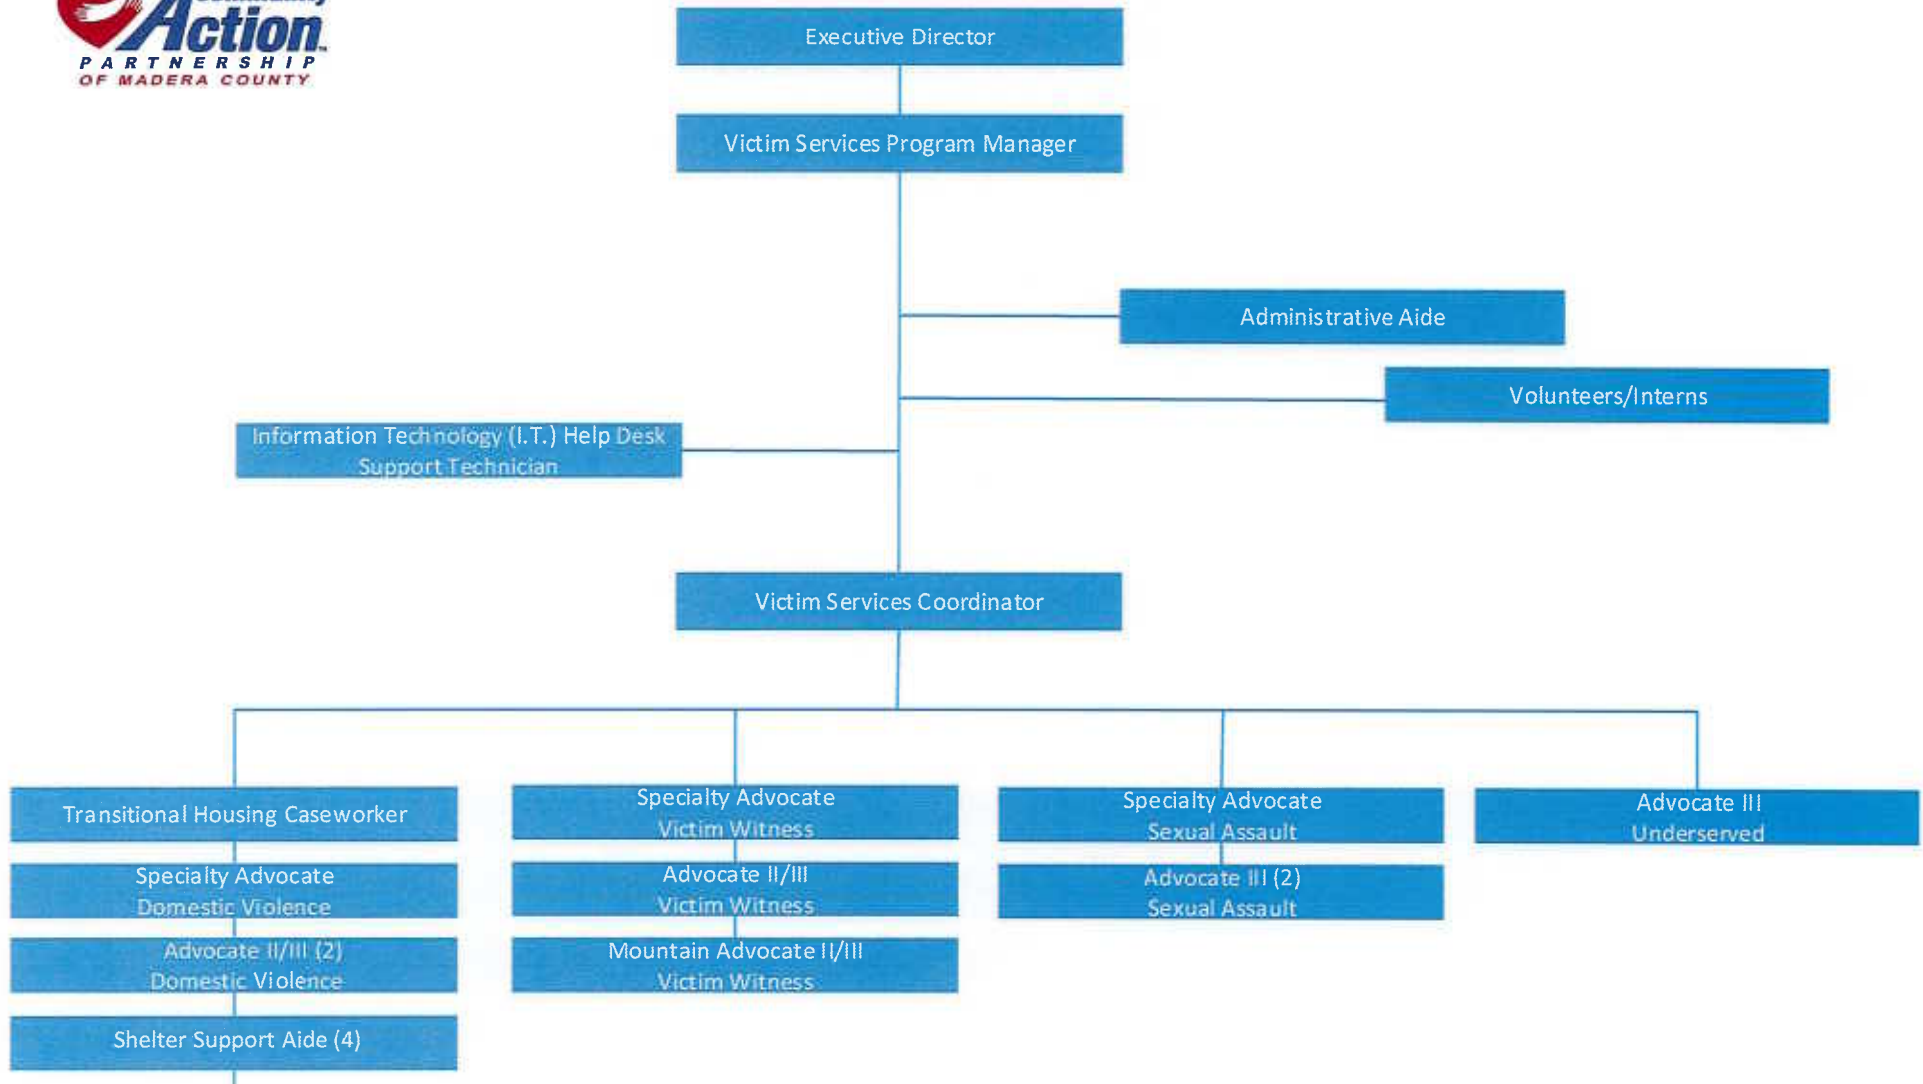 Community
Action
PARTNERSHIP
OF MADERA COUNTY
Executive Director
Victim Services Program Manager
Administrative Aide
Volunteers/Interns
Information Technology (I.T.) Help Desk
Support Technician
Victim Services Coordinator
Transitional Housing Caseworker
Specialty Advocate
Domestic Violence
Advocate II/III (2)
Domestic Violence
Shelter Support Aide (4)
Specialty Advocate
Victim Witness
Advocate II/III
Victim Witness
Mountain Advocate II/III
Victim Witness
Specialty Advocate
Sexual Assault
Advocate III (2)
Sexual Assault
Advocate III
Underserved